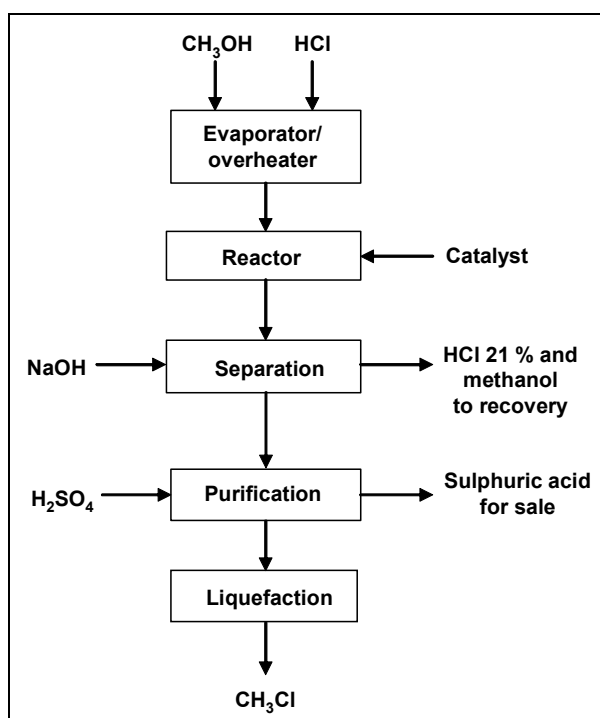 CH₃OH HCl
Evaporator/
overheater
Reactor
Catalyst
NaOH
Separation
HCl 21 % and
methanol
to recovery
H₂SO₄
Purification
Sulphuric acid
for sale
Liquefaction
CH₃Cl